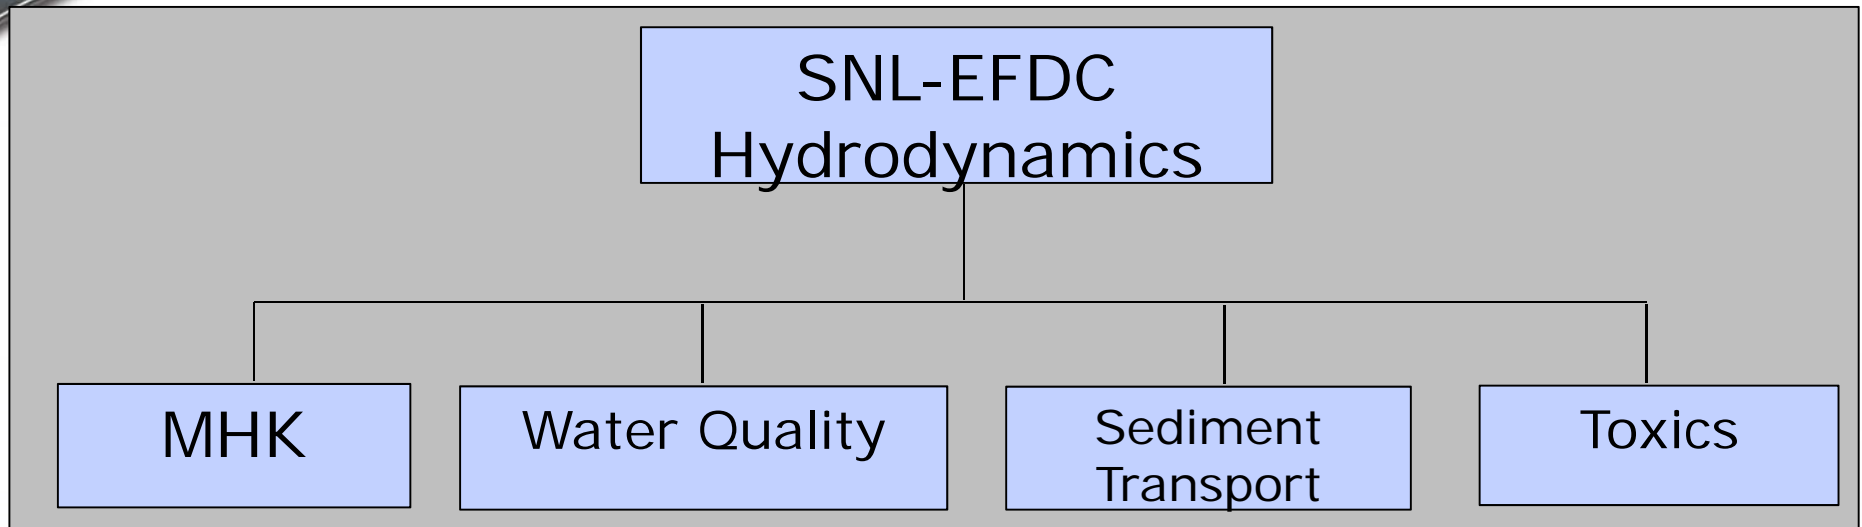 SNL-EFDC
Hydrodynamics
MHK
Water Quality
Sediment
Transport
Toxics